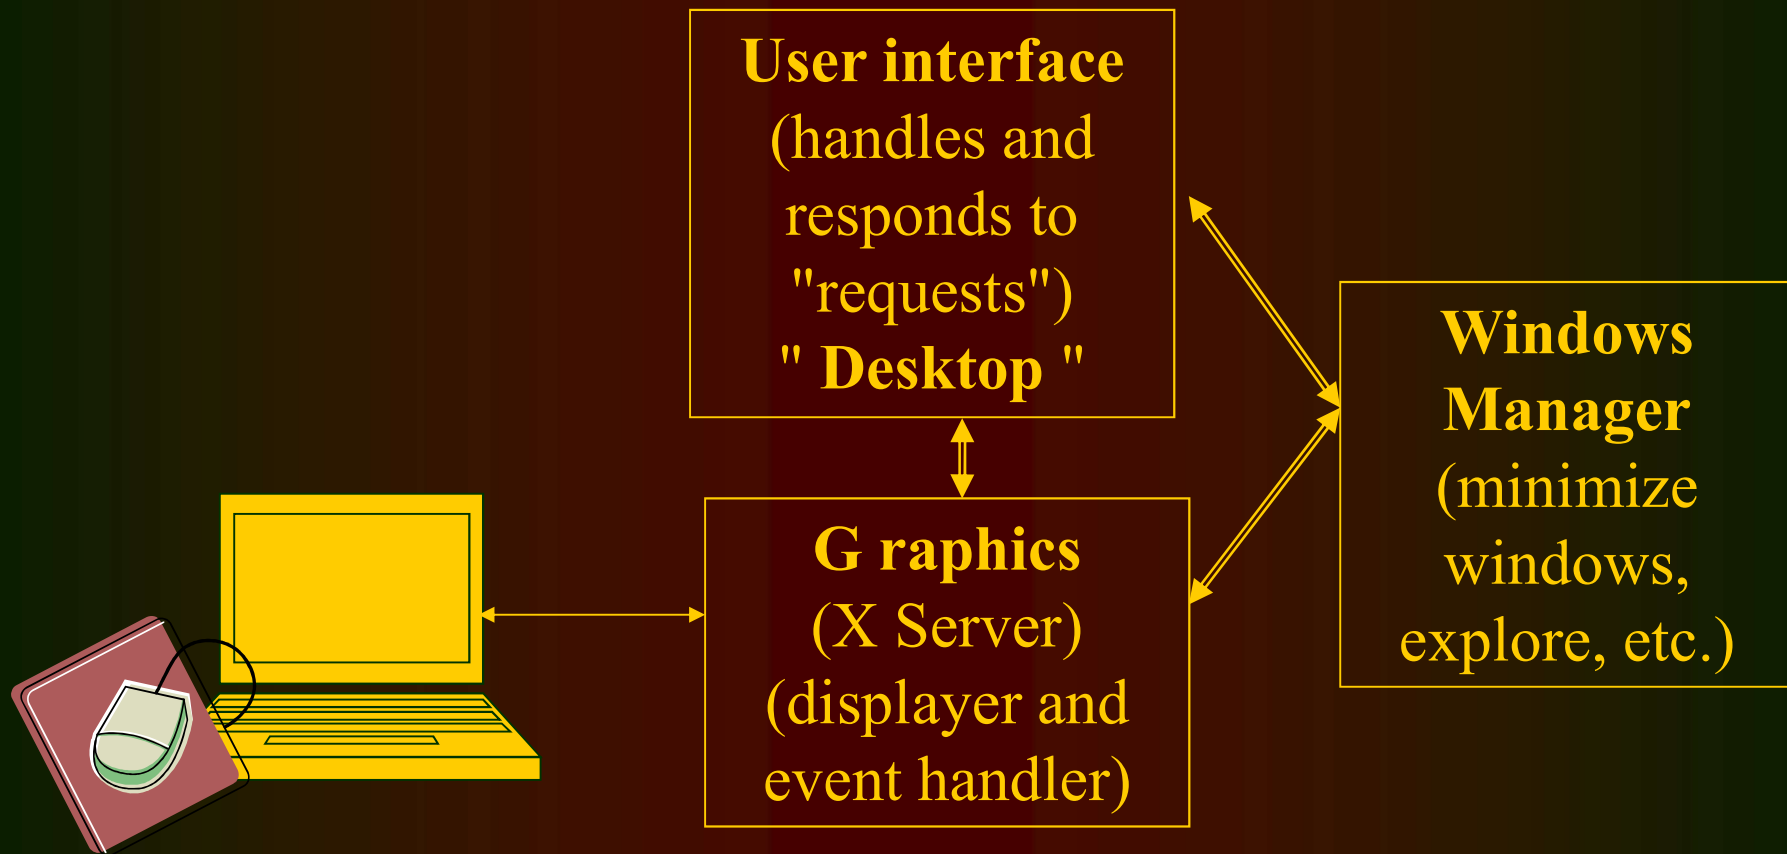 User interface
(handles and
responds to
"requests")
" Desktop "
Windows
Manager
(minimize
windows,
explore, etc.)
G raphics
(X Server)
(displayer and
event handler)